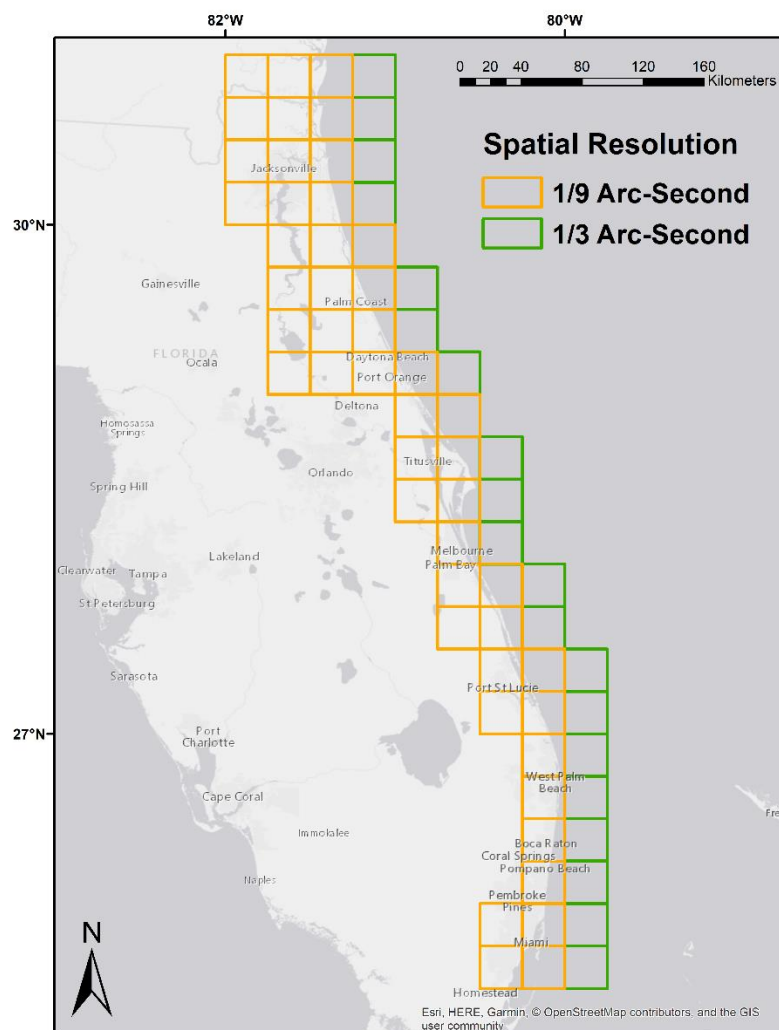 82°W
80°W
0 20 40 80 120 160
Kilometers
Spatial Resolution
1/9 Arc-Second
1/3 Arc-Second
Jacksonville
30°N
Gainesville
Palm Coast
FLORIDA
Ocala
Daytona Beach
Port Orange
Deltona
Homosassa
Springs
Titusville
Orlando
Spring Hill
Melbourne
Palm Bay
Lakeland
Clearwater
Tampa
St Petersburg
Sarasota
Port St Lucie
27°N
Port
Charlotte
West Palm
Beach
Cape Coral
Fre
Immokalee
Boca Raton
Coral Springs
Pompano Beach
Naples
Pembroke
Pines
N
Miami
Homestead
Esri, HERE, Garmin, © OpenStreetMap contributors, and the GIS
user community